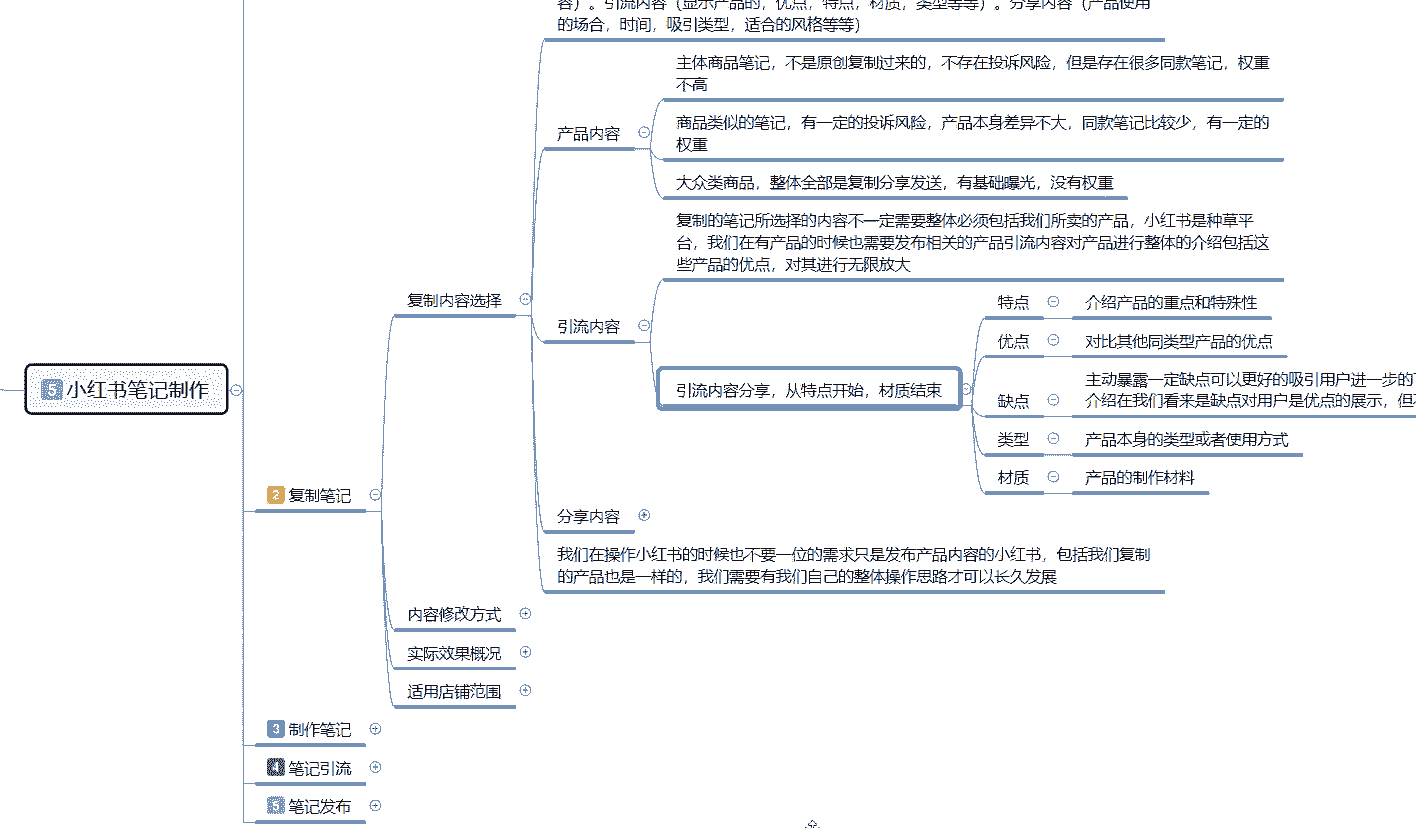 容）。引流内容（显示产品的，优点，特点，材质，类型等等）。分享内容（产品使用
的场合，时间，吸引类型，适合的风格等等）
主体商品笔记，不是原创复制过来的，不存在投诉风险，但是存在很多同款笔记，权重
不高
产品内容
商品类似的笔记，有一定的投诉风险，产品本身差异不大，同款笔记比较少，有一定的
权重
大众类商品，整体全部是复制分享发送，有基础曝光，没有权重
复制的笔记所选择的内容不一定需要整体必须包括我们所卖的产品，小红书是种草平
台，我们在有产品的时候也需要发布相关的产品引流内容对产品进行整体的介绍包括这
些产品的优点，对其进行无限放大
复制内容选择
引流内容
特点
介绍产品的重点和特殊性
优点
对比其他同类型产品的优点
5 小红书笔记制作
引流内容分享，从特点开始，材质结束
缺点
主动暴露一定缺点可以更好的吸引用户进一步的
介绍在我们看来是缺点对用户是优点的展示，但
类型
产品本身的类型或者使用方式
材质
产品的制作材料
2 复制笔记
分享内容
我们在操作小红书的时候也不要一位的需求只是发布产品内容的小红书，包括我们复制
的产品也是一样的，我们需要有我们自己的整体操作思路才可以长久发展
内容修改方式
实际效果概况
适用店铺范围
3 制作笔记
4 笔记引流
5 笔记发布